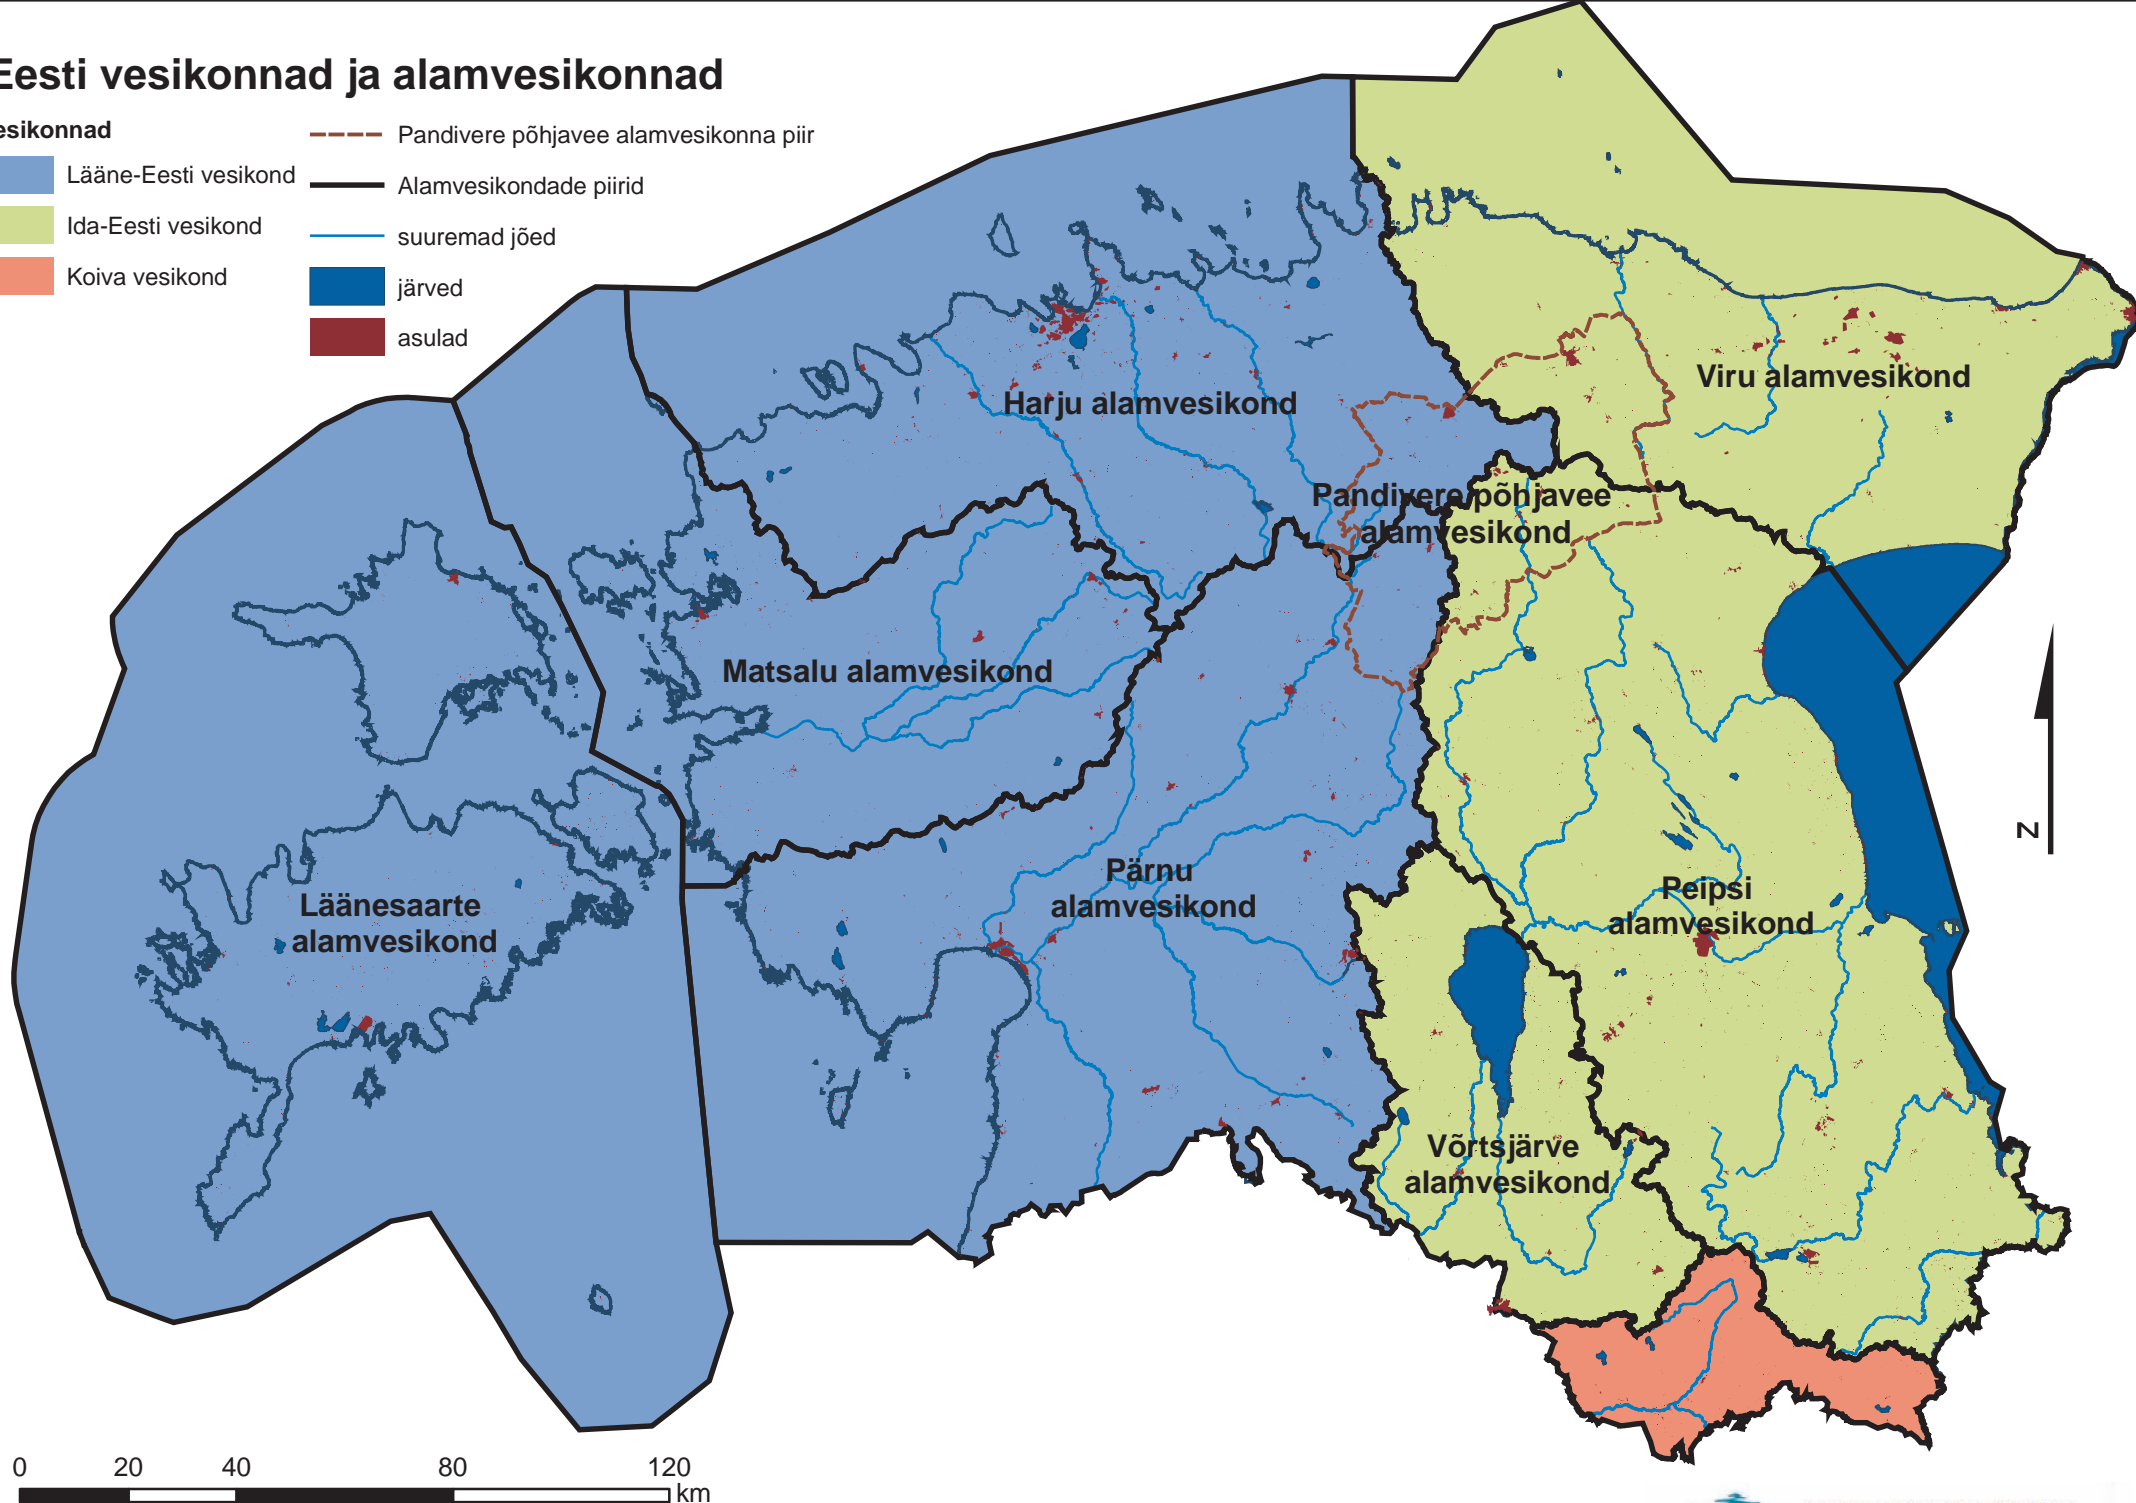 Eesti vesikonnad ja alamvesikonnad
esikonnad
Lääne-Eesti vesikond
Ida-Eesti vesikond
Koiva vesikond
Pandivere põhjavee alamvesikonna piir
Alamvesikondade piirid
suuremad jõed
järved
asulad
Harju alamvesikond
Viru alamvesikond
Pandivere põhjavee
alamvesikond
Matsalu alamvesikond
Läänesaarte
alamvesikond
Pärnu
alamvesikond
Peipsi
alamvesikond
Võrtsjärve
alamvesikond
N
0 20 40 80 120
km